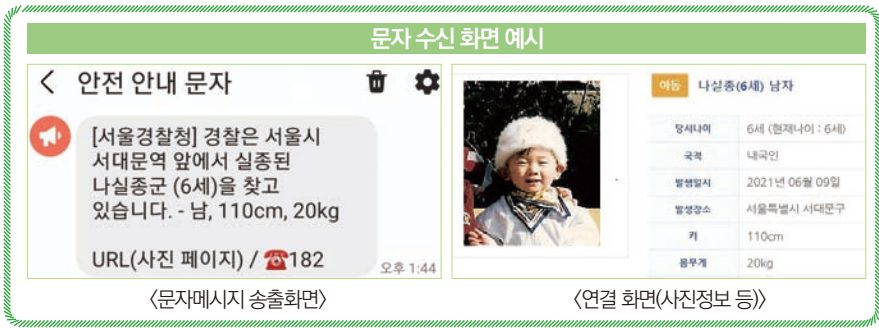 문자 수신 화면 예시
안전 안내 문자
[서울경찰청] 경찰은 서울시
서대문역 앞에서 실종된
나실종군 (6세)을 찾고
있습니다. - 남, 110cm, 20kg
URL(사진 페이지) / ☎182
오후 1:44
〈문자메시지 송출화면〉
아동 나실종(6세) 남자
당시나이 6세 (현재나이 : 6세)
국적 내국인
발생일시 2021년 06월 09일
발생장소 서울특별시 서대문구
키 110cm
몸무게 20kg
〈연결 화면(사진정보 등)〉